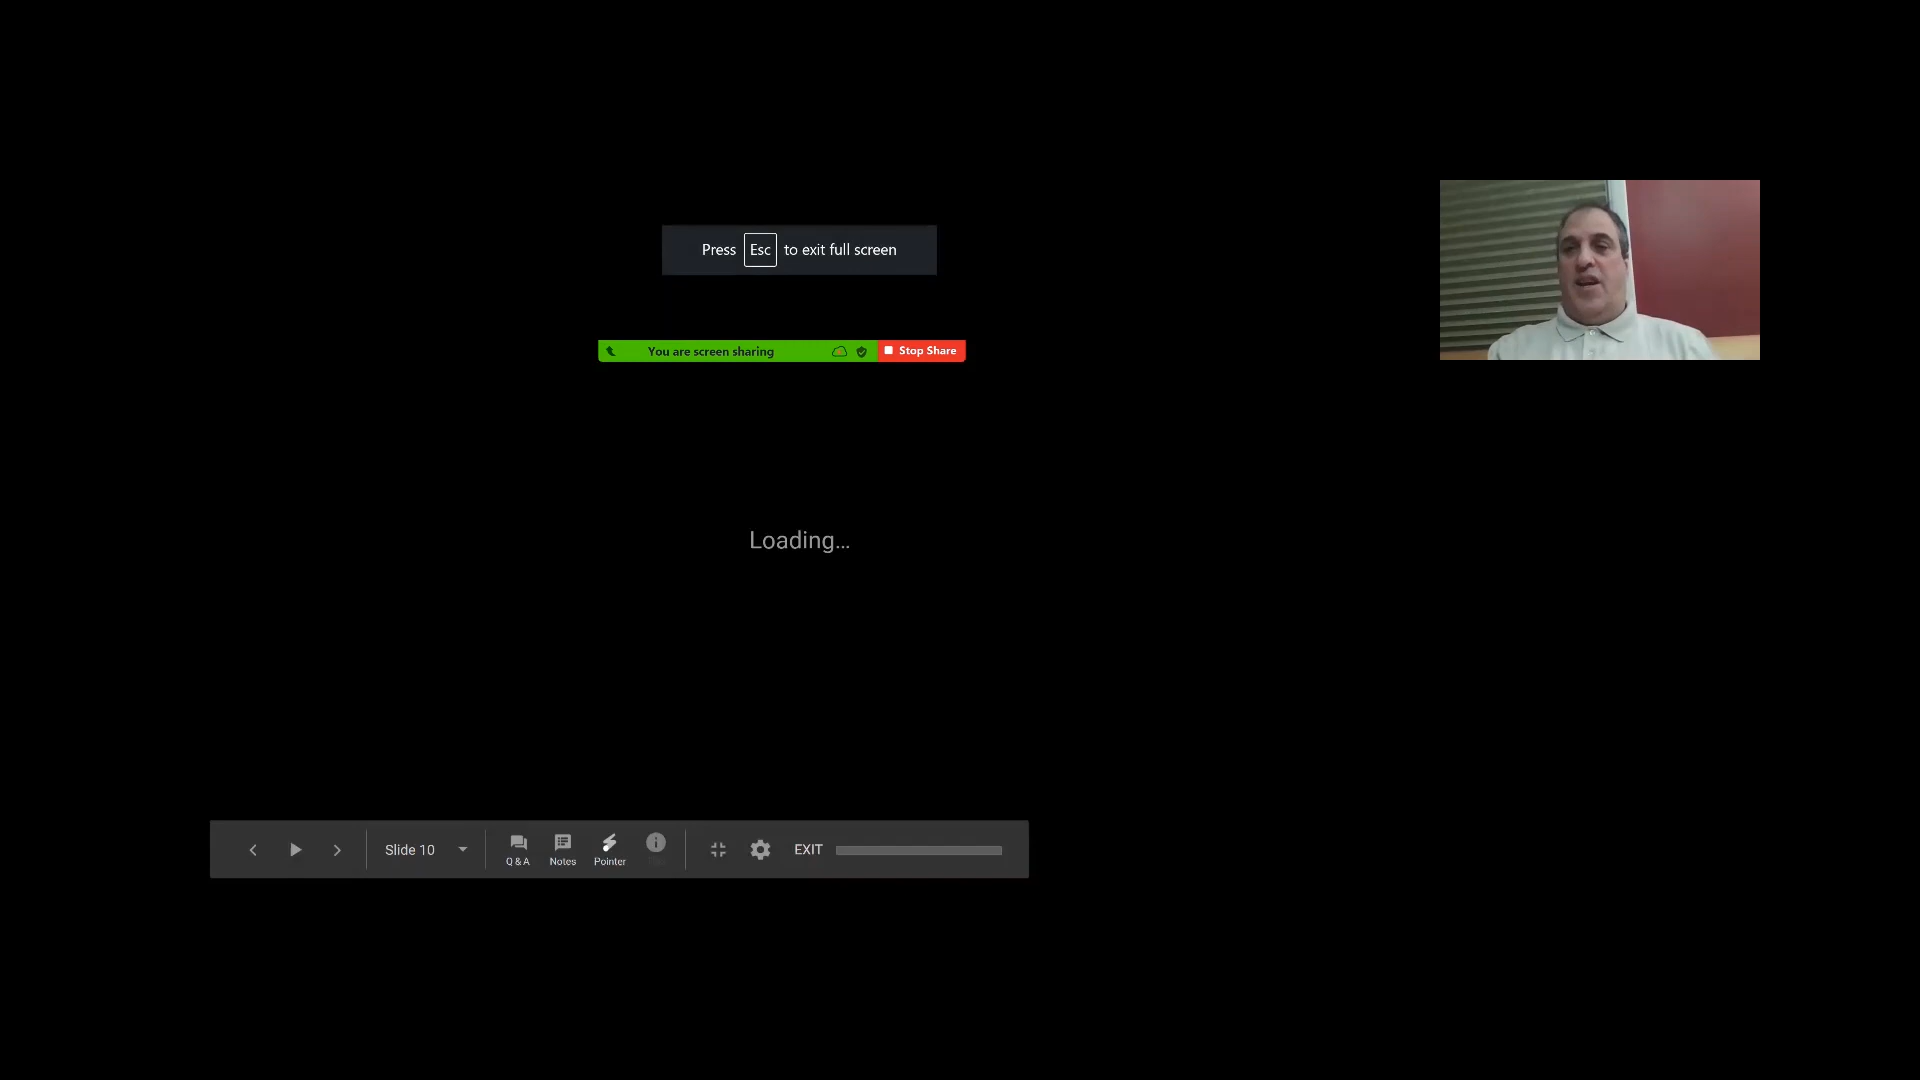 Press Esc to exit full screen
You are screen sharing
Stop Share
Loading...
Slide 10
Q & A
Notes
Pointer
EXIT